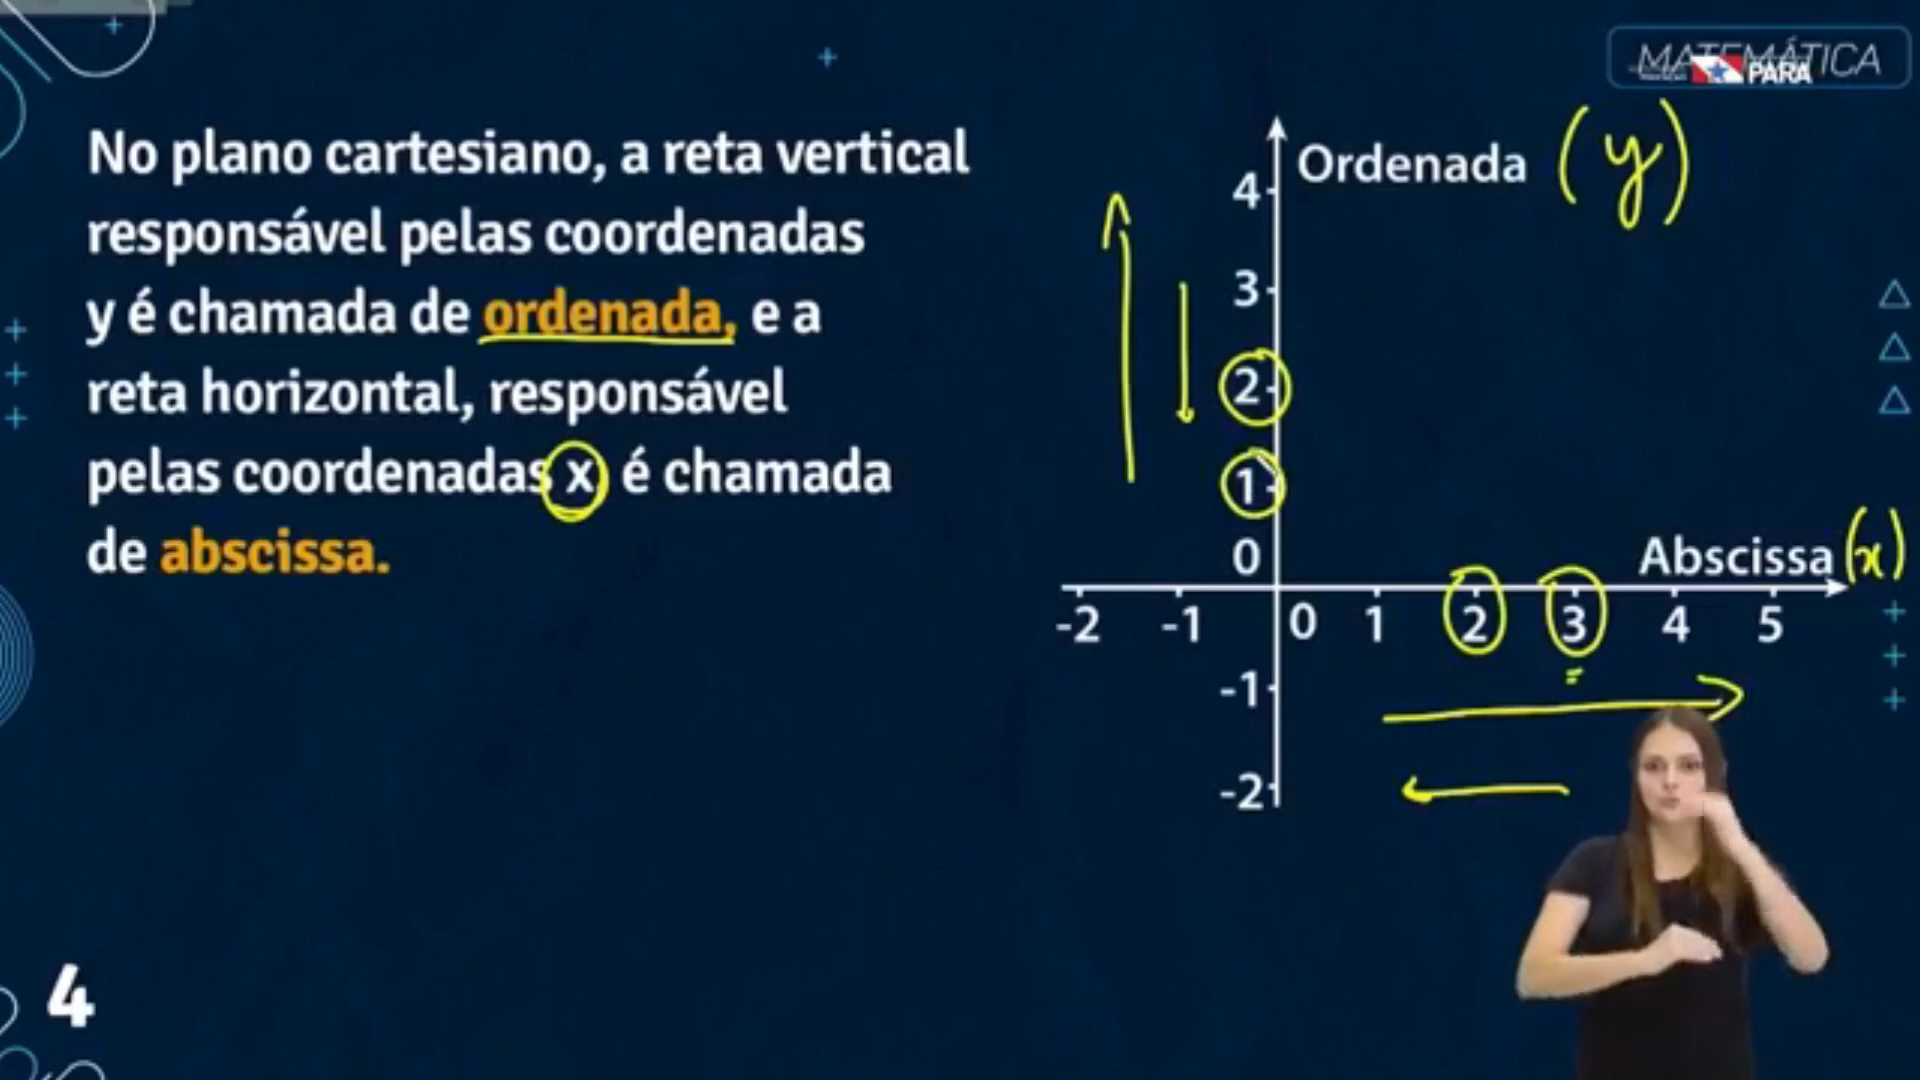 MATEMÁTICA
PARÁ
No plano cartesiano, a reta vertical
responsável pelas coordenadas
y é chamada de ordenada, e a
reta horizontal, responsável
pelas coordenadas x é chamada
de abscissa.
Ordenada (y)
4
3
2
1
0
Abscissa (x)
-2 -1 0 1 2 3 4 5
=
-1
-2
4